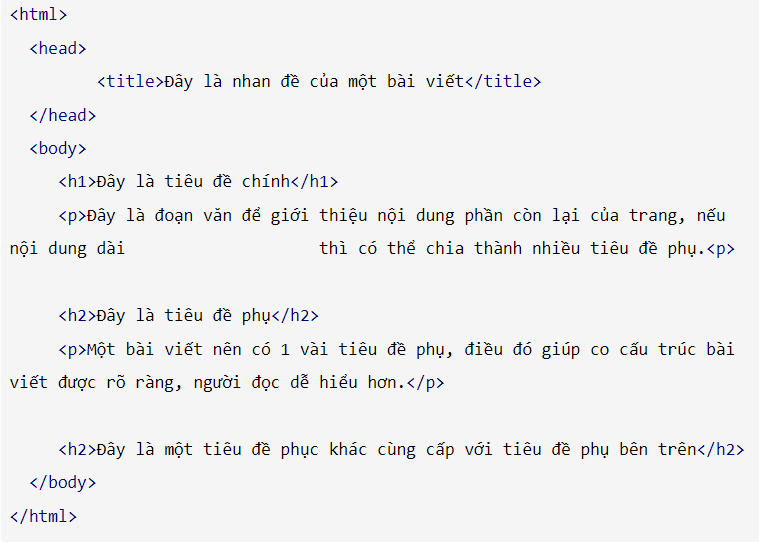 <html>
<head>
<title>Đây là nhan đề của một bài viết</title>
</head>
<body>
<h1>Đây là tiêu đề chính</h1>
<p>Đây là đoạn văn để giới thiệu nội dung phần còn lại của trang, nếu
nội dung dài thì có thể chia thành nhiều tiêu đề phụ.<p>
<h2>Đây là tiêu đề phụ</h2>
<p>Một bài viết nên có 1 vài tiêu đề phụ, điều đó giúp co cấu trúc bài
viết được rõ ràng, người đọc dễ hiểu hơn.</p>
<h2>Đây là một tiêu đề phục khác cùng cấp với tiêu đề phụ bên trên</h2>
</body>
</html>